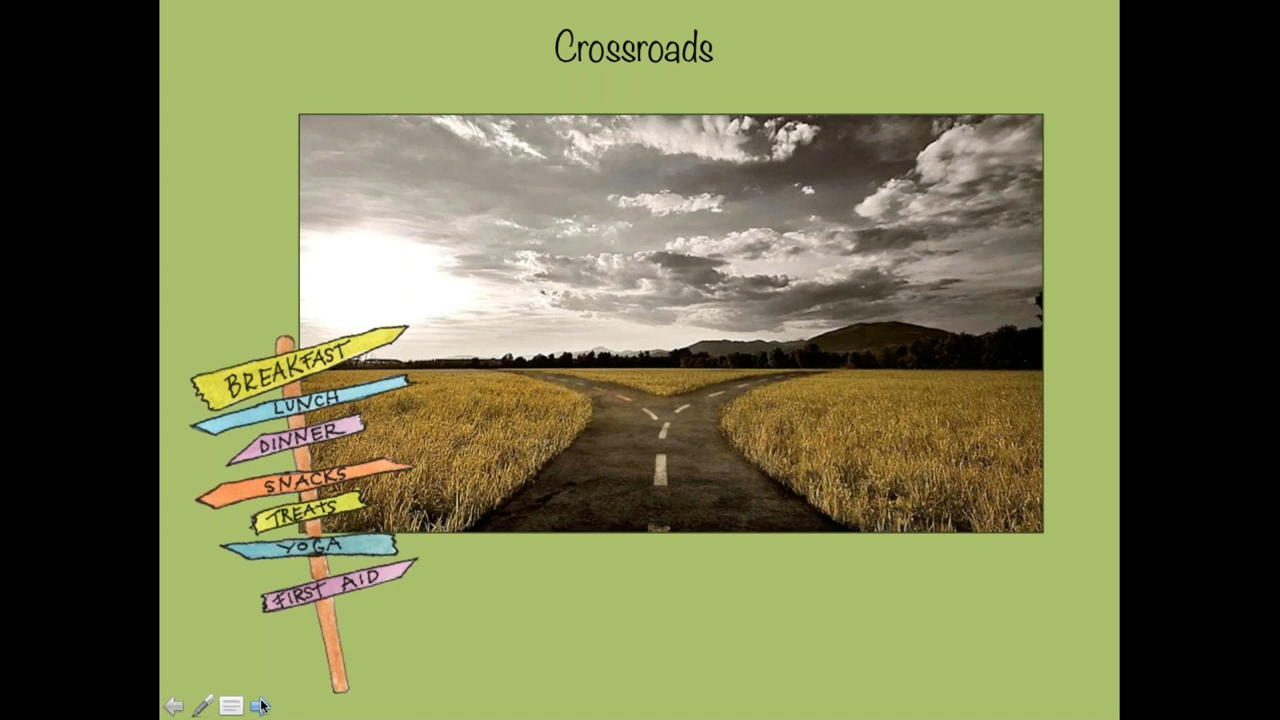 Crossroads
BREAKFAST
LUNCH
DINNER
SNACKS
TREATS
YOGA
FIRST AID